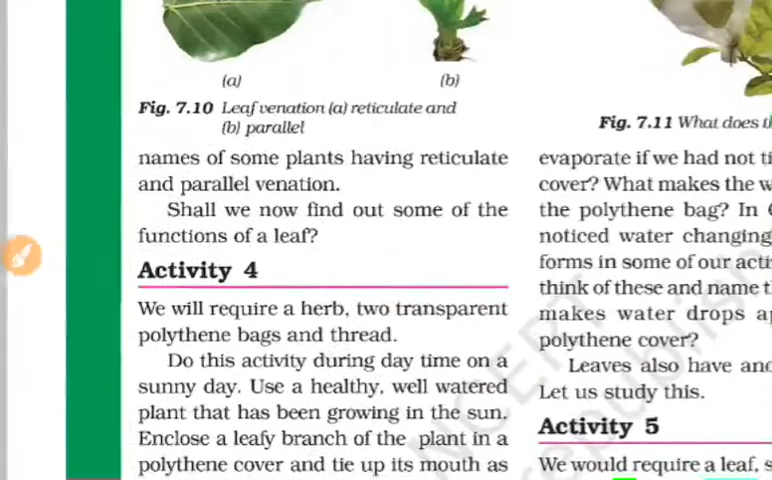 (a)
(b)
Fig. 7.10 Leaf venation (a) reticulate and
(b) parallel
names of some plants having reticulate
and parallel venation.
Shall we now find out some of the
functions of a leaf?
Activity 4
We will require a herb, two transparent
polythene bags and thread.
Do this activity during day time on a
sunny day. Use a healthy, well watered
plant that has been growing in the sun.
Enclose a leafy branch of the plant in a
polythene cover and tie up its mouth as
Fig. 7.11 What does
evaporate if we had not
cover? What makes the
the polythene bag? In
noticed water changing
forms in some of our
think of these and name
makes water drops
polythene cover?
Leaves also have
Let us study this.
Activity 5
We would require a leaf,
NCERT
republish